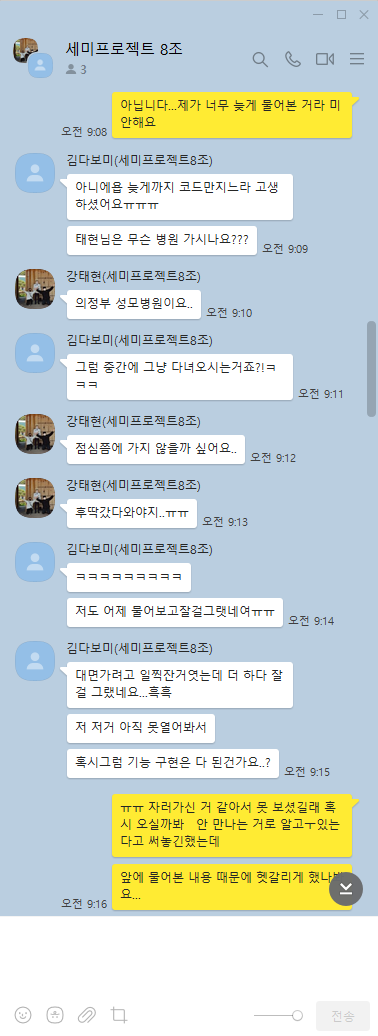 세미프로젝트 8조
3
아닙니다...제가 너무 늦게 물어본 거라 미
안해요
오전 9:08
김다보미(세미프로젝트8조)
아니에욥 늦게까지 코드만지느라 고생
하셨어요ㅠㅠㅠ
태현님은 무슨 병원 가시나요???
오전 9:09
강태현(세미프로젝트8조)
의정부 성모병원이요..
오전 9:10
김다보미(세미프로젝트8조)
그럼 중간에 그냥 다녀오시는거죠?!ㅋ
ㅋㅋ
오전 9:11
강태현(세미프로젝트8조)
점심쯤에 가지 않을까 싶어요..
오전 9:12
강태현(세미프로젝트8조)
후딱갔다와야지..ㅠㅠ
오전 9:13
김다보미(세미프로젝트8조)
ㅋㅋㅋㅋㅋㅋㅋㅋㅋ
저도 어제 물어보고잘걸그랫네여ㅠㅠ
오전 9:14
김다보미(세미프로젝트8조)
대면가려고 일찍잔거엿는데 더 하다 잘
걸 그랬네요...흑흑
저 저거 아직 못열어봐서
혹시그럼 기능 구현은 다 된건가요..?
오전 9:15
ㅠㅠ 자러가신 거 같아서 못 보셨길래 혹
시 오실까봐 안 만나는 거로 알고ㅜ있는
다고 써놓긴했는데
앞에 물어본 내용 때문에 헷갈리게 했나
요...
오전 9:16
전송